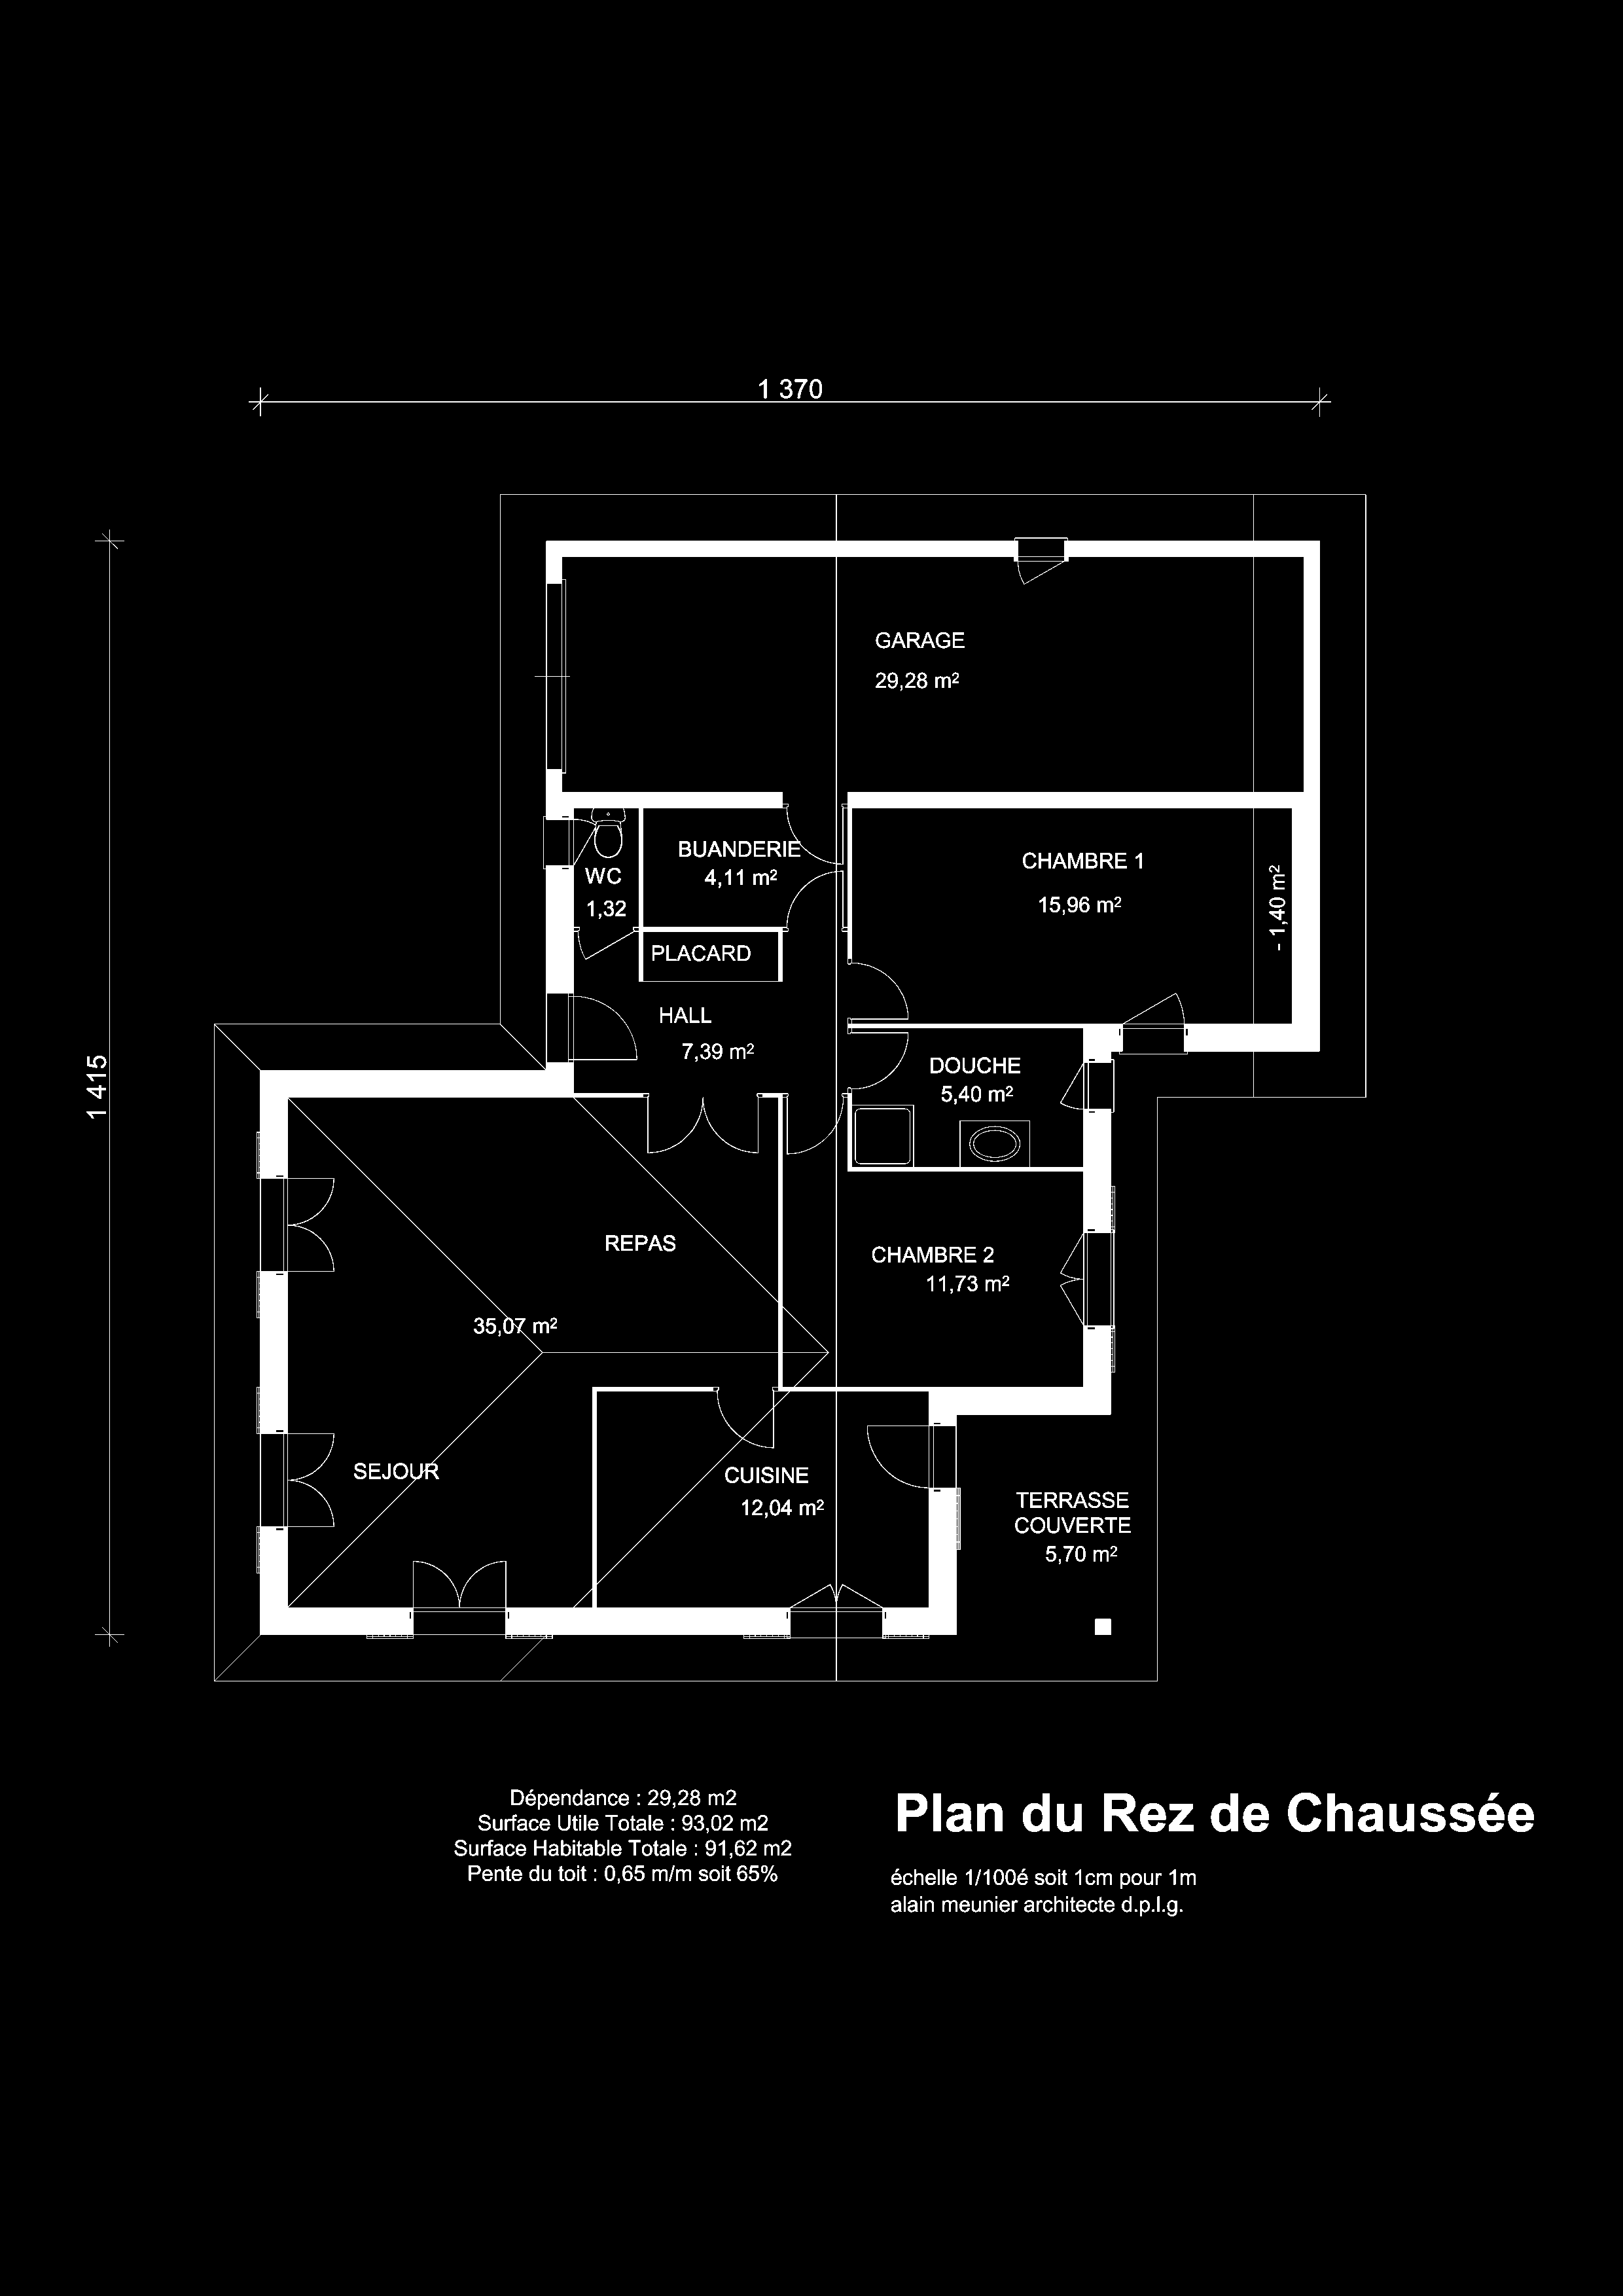 1 370
GARAGE
29,28 m²
BUANDERIE
4,11 m²
WC
1,32
CHAMBRE 1
15,96 m²
- 1,40 m²
PLACARD
HALL
7,39 m²
DOUCHE
5,40 m²
1 415
REPAS
CHAMBRE 2
11,73 m²
35,07 m²
SEJOUR
CUISINE
12,04 m²
TERRASSE
COUVERTE
5,70 m²
Dépendance : 29,28 m2
Surface Utile Totale : 93,02 m2
Surface Habitable Totale : 91,62 m2
Pente du toit : 0,65 m/m soit 65%
Plan du Rez de Chaussée
échelle 1/100é soit 1cm pour 1m
alain meunier architecte d.p.l.g.